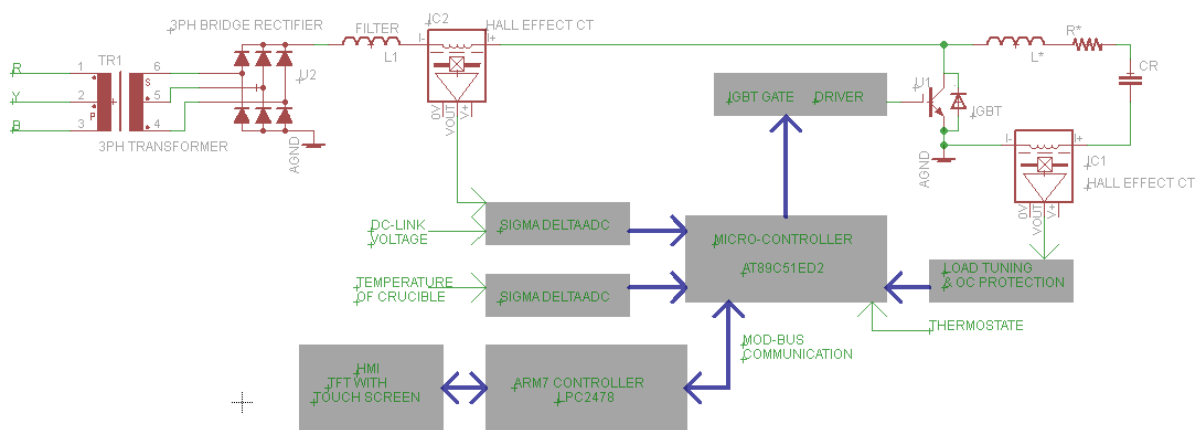 3PH BRIDGE RECTIFIER
FILTER
L1
IC2
HALL EFFECT CT
I-
I+
0V
VOUT
V+
TR1
R
Y
B
1
2
3
P
S
6
5
4
3PH TRANSFORMER
U2
AGND
IGBT GATE DRIVER
U1
IGBT
AGND
L*
R*
CR
I-
I+
IC1
HALL EFFECT CT
0V
VOUT
V+
DC-LINK
VOLTAGE
SIGMA DELTAADC
TEMPERATURE
OF CRUCIBLE
SIGMA DELTAADC
MICRO-CONTROLLER
AT89C51ED2
LOAD TUNING
& OC PROTECTION
THERMOSTATE
MOD-BUS
COMMUNICATION
HMI
TFT WITH
TOUCH SCREEN
ARM7 CONTROLLER
LPC2478